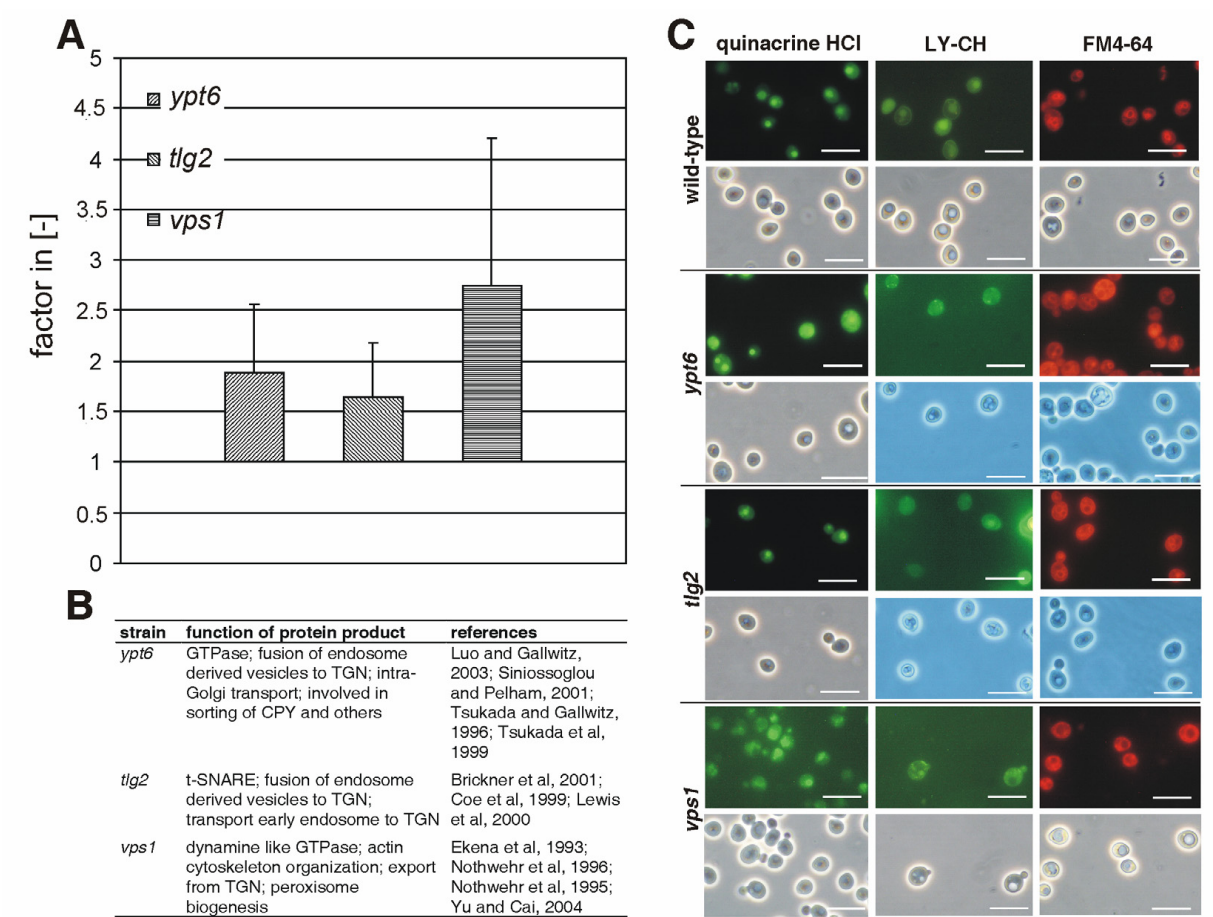 A
5
4.5
4
3.5
3
2.5
2
1.5
1
0.5
0
factor in [-]
ypt6
tlg2
vps1
B
strain function of protein product references
ypt6 GTPase; fusion of endosome Luo and Gallwitz,
derived vesicles to TGN; intra- 2003; Siniossoglou
Golgi transport; involved in and Pelham, 2001;
sorting of CPY and others Tsukada and Gallwitz,
1996; Tsukada et al,
1999
tlg2 t-SNARE; fusion of endosome Brickner et al, 2001;
derived vesicles to TGN; Coe et al, 1999; Lewis
transport early endosome to TGN et al, 2000
vps1 dynamine like GTPase; actin Ekena et al, 1993;
cytoskeleton organization; export Nothwehr et al, 1996;
from TGN; peroxisome Nothwehr et al, 1995;
biogenesis Yu and Cai, 2004
C
quinacrine HCl LY-CH FM4-64
wild-type
ypt6
tlg2
vps1